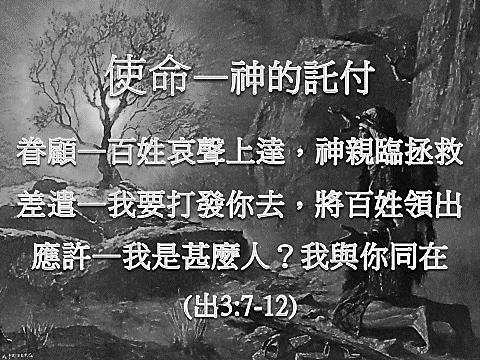 使命—神的託付
眷顧—百姓哀聲上達，神親臨拯救
差遣—我要打發你去，將百姓領出
應許—我是甚麼人？我與你同在
(出3:7-12)